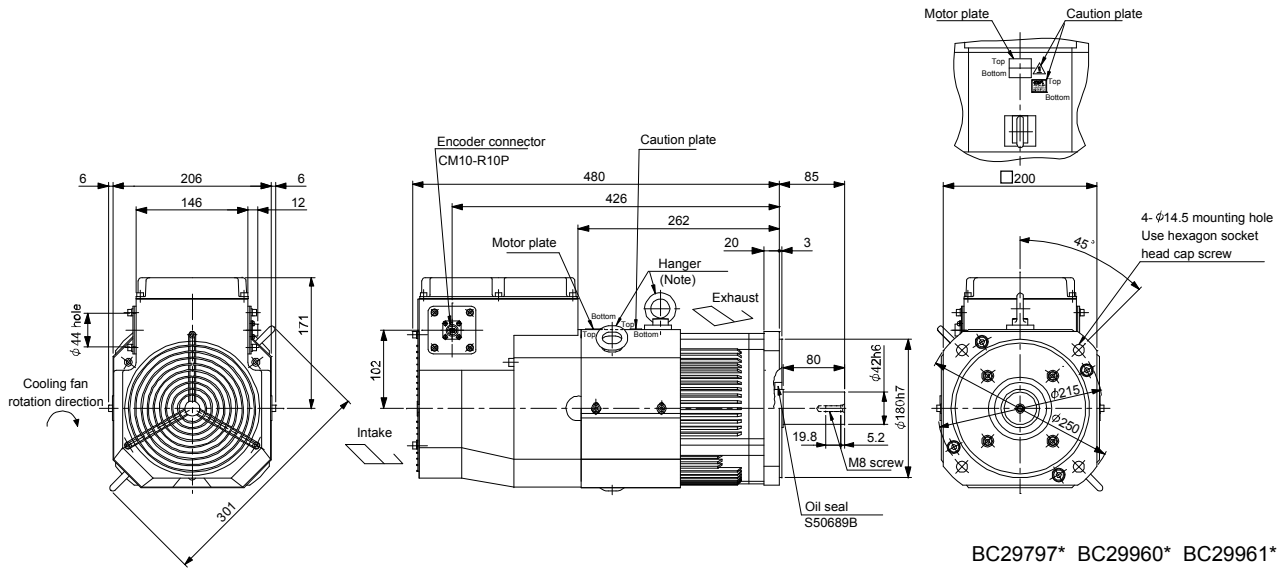 Motor plate
Caution plate
Top
Bottom
Top
Bottom
Encoder connector
CM10-R10P
Caution plate
6
206
6
146
12
480
85
426
262
20
3
□200
45°
4- ϕ14.5 mounting hole
Use hexagon socket
head cap screw
Motor plate
Hanger
(Note)
Exhaust
Bottom
Top
Top
Bottom
ϕ44 hole
171
102
80
ϕ42h6
ϕ180h7
ϕ215
ϕ250
Cooling fan
rotation direction
Intake
19.8
5.2
M8 screw
301
Oil seal
S50689B
BC29797* BC29960* BC29961*